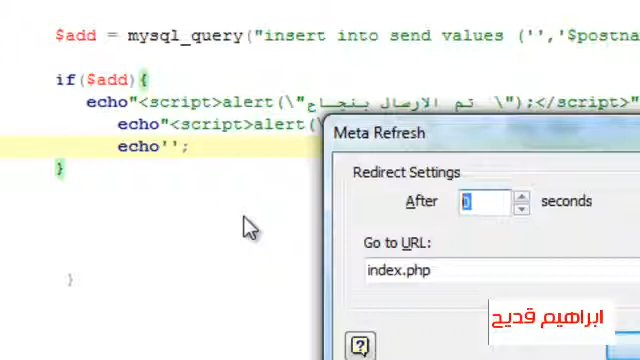 $add = mysql_query("insert into send values ('','$postna
if($add){
echo"<script>alert(\"تم الارسال بنجاح \");</script>"
echo"<script>alert(\
echo'';
}
}
Meta Refresh
Redirect Settings
After 0 seconds
Go to URL:
index.php
ابراهيم قديح